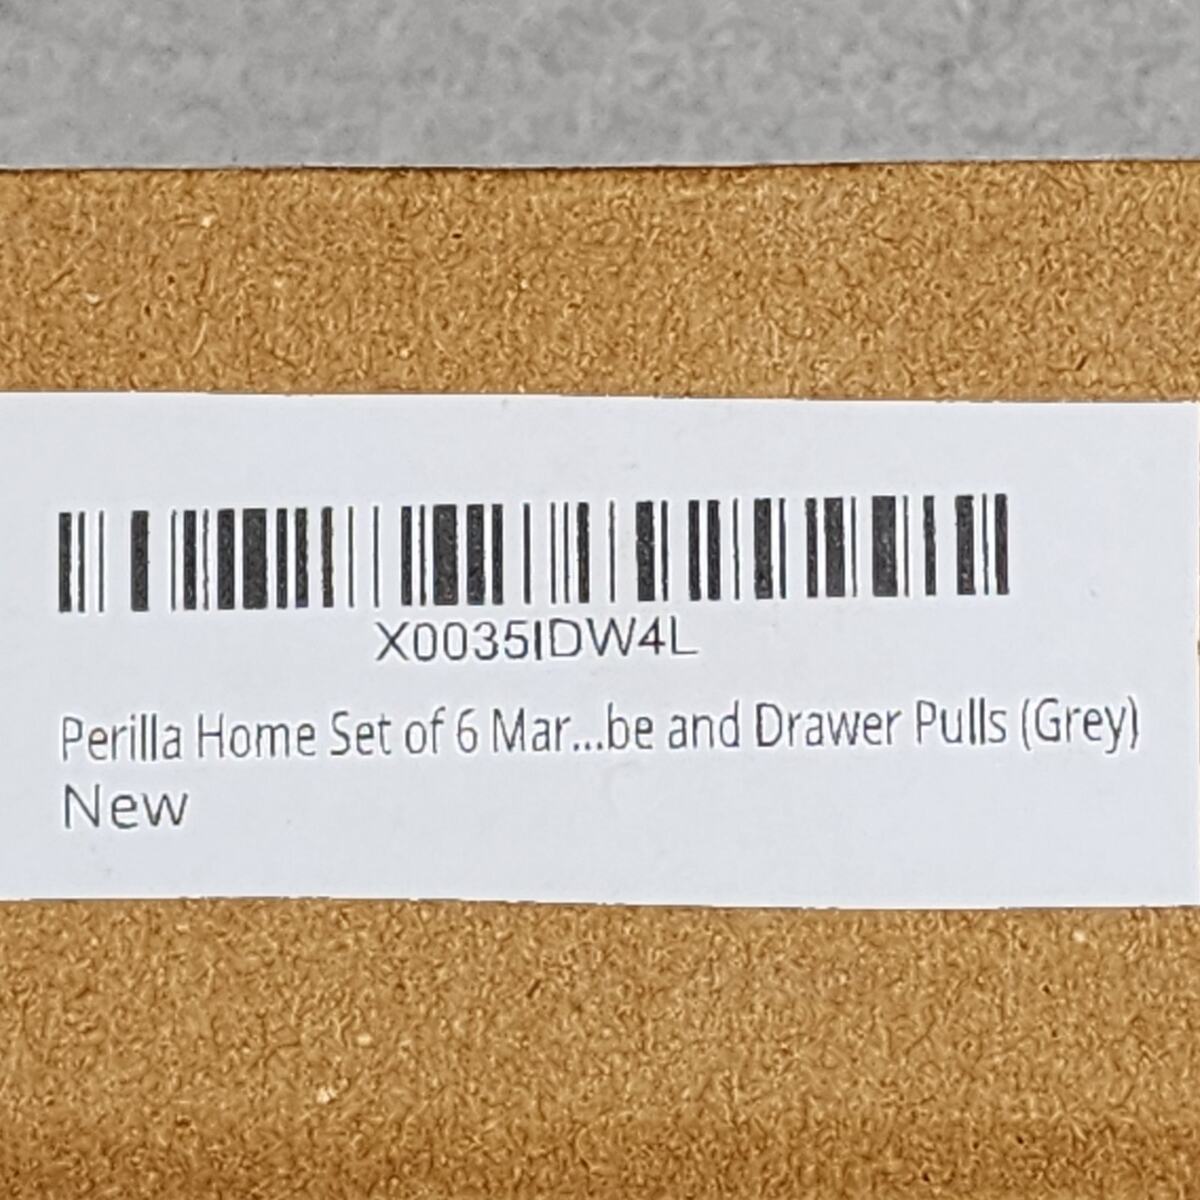 X0035IDW4L
Perilla Home Set of 6 Mar...be and Drawer Pulls (Grey)
New